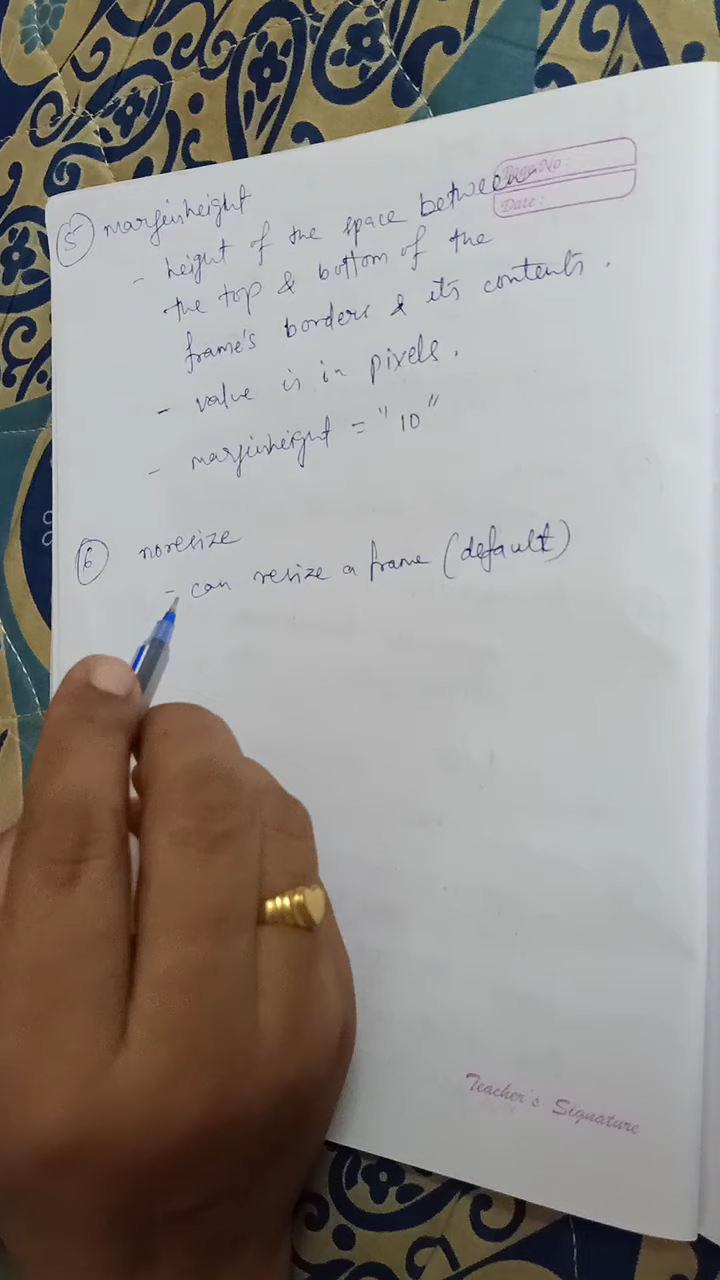 Page No:
Date:
5 marginheight
- height of the space between
the top & bottom of the
frame's borders & its contents.
- value is in pixels.
- marginheight = "10"
6 noresize
- can resize a frame (default)
Teacher's Signature